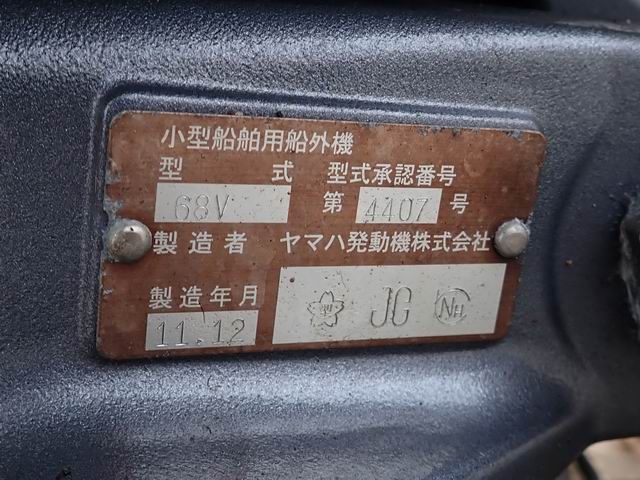 小型船舶用船外機
型 式 型式承認番号
68V 第 4407 号
製造者 ヤマハ発動機株式会社
製造年月
11.12 型 JC NH